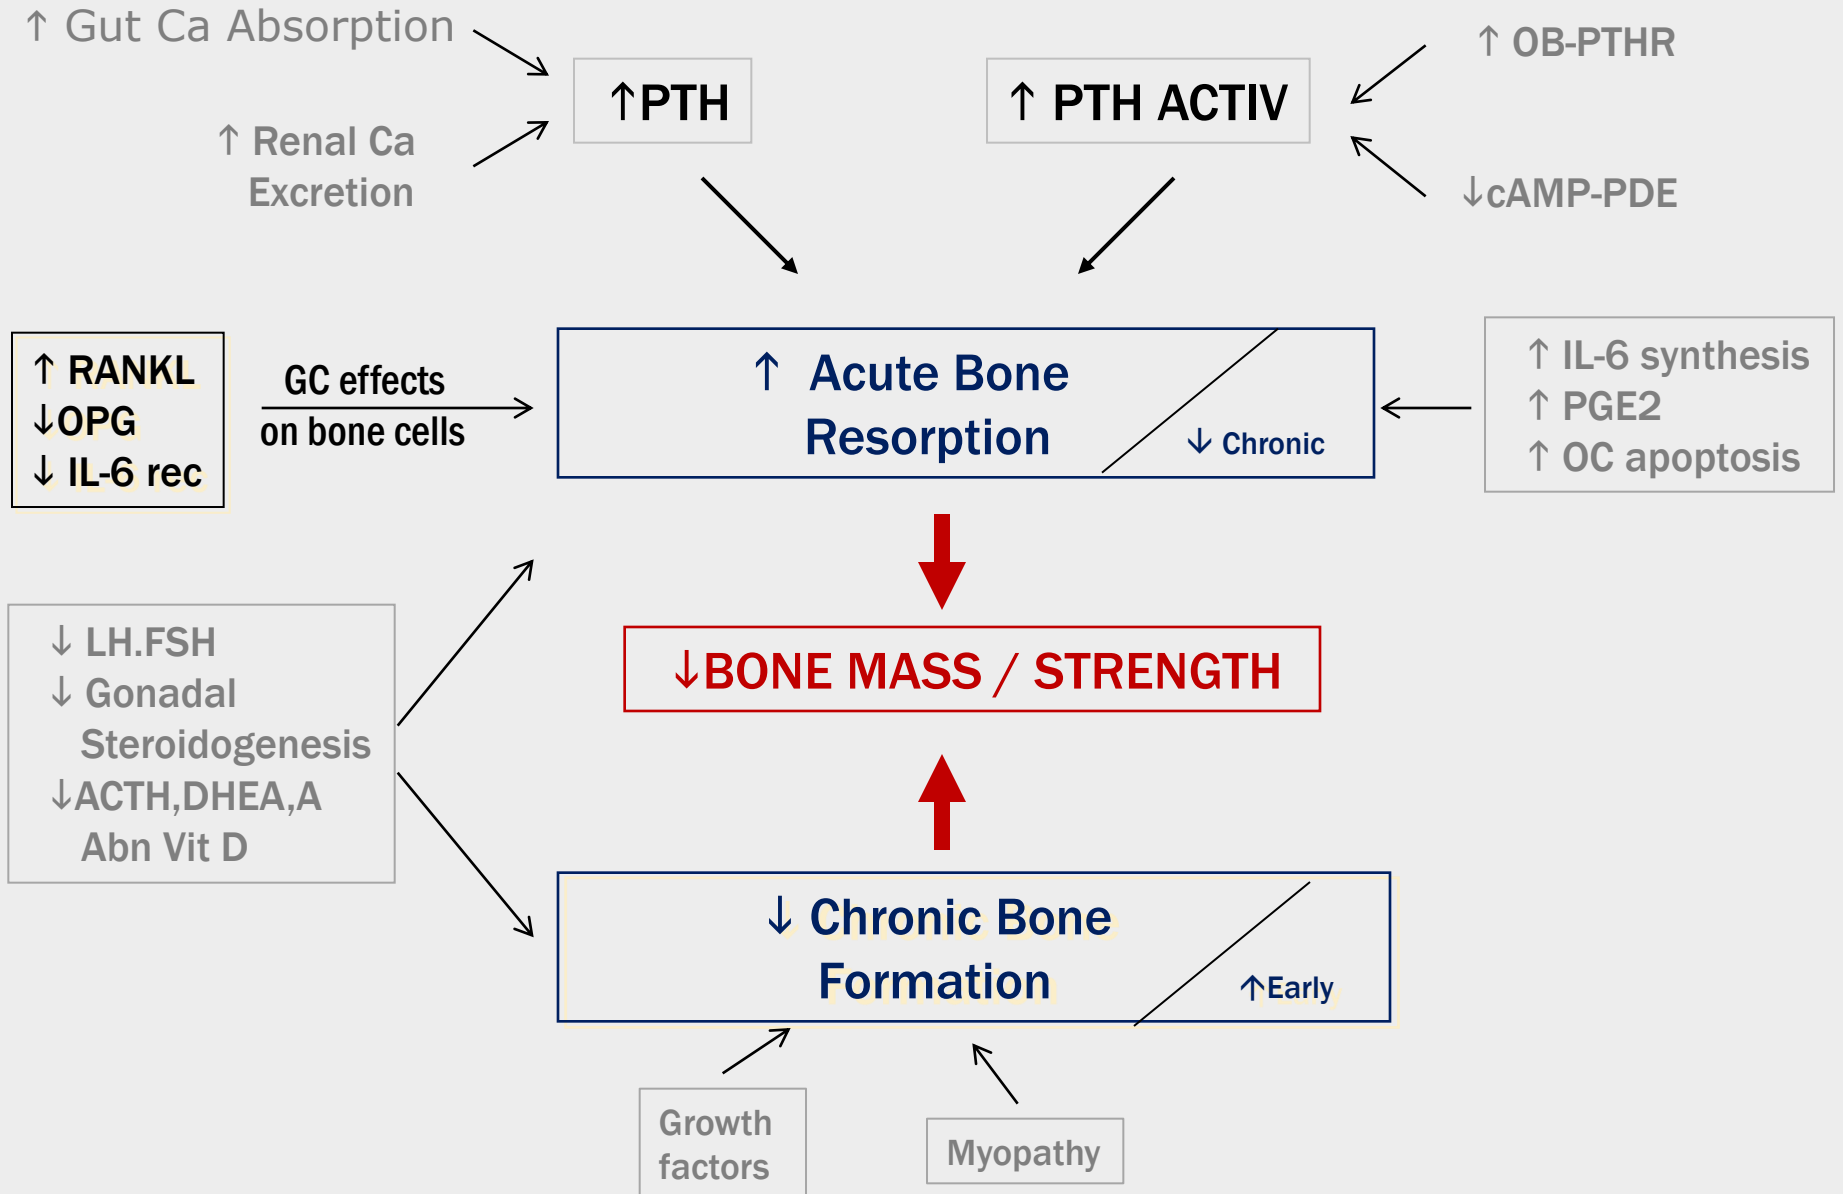 ↑ Gut Ca Absorption
↑ Renal Ca
Excretion
↑PTH
↑ PTH ACTIV
↑ OB-PTHR
↓cAMP-PDE
↑ RANKL
↓OPG
↓ IL-6 rec
GC effects
on bone cells
↑ Acute Bone
Resorption
↓ Chronic
↑ IL-6 synthesis
↑ PGE2
↑ OC apoptosis
↓ LH.FSH
↓ Gonadal
Steroidogenesis
↓ACTH,DHEA,A
Abn Vit D
↓BONE MASS / STRENGTH
↓ Chronic Bone
Formation
↑Early
Growth
factors
Myopathy